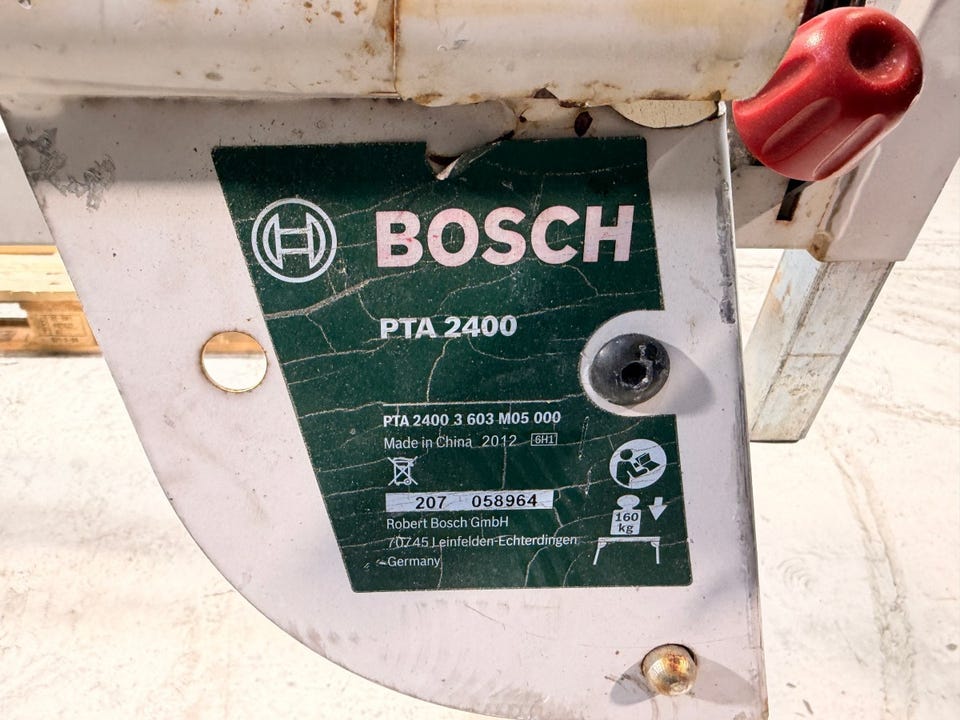 BOSCH
PTA 2400
PTA 2400 3 603 M05 000
Made in China 2012 6H1
207 058964
Robert Bosch GmbH
70745 Leinfelden-Echterdingen
Germany
160
kg